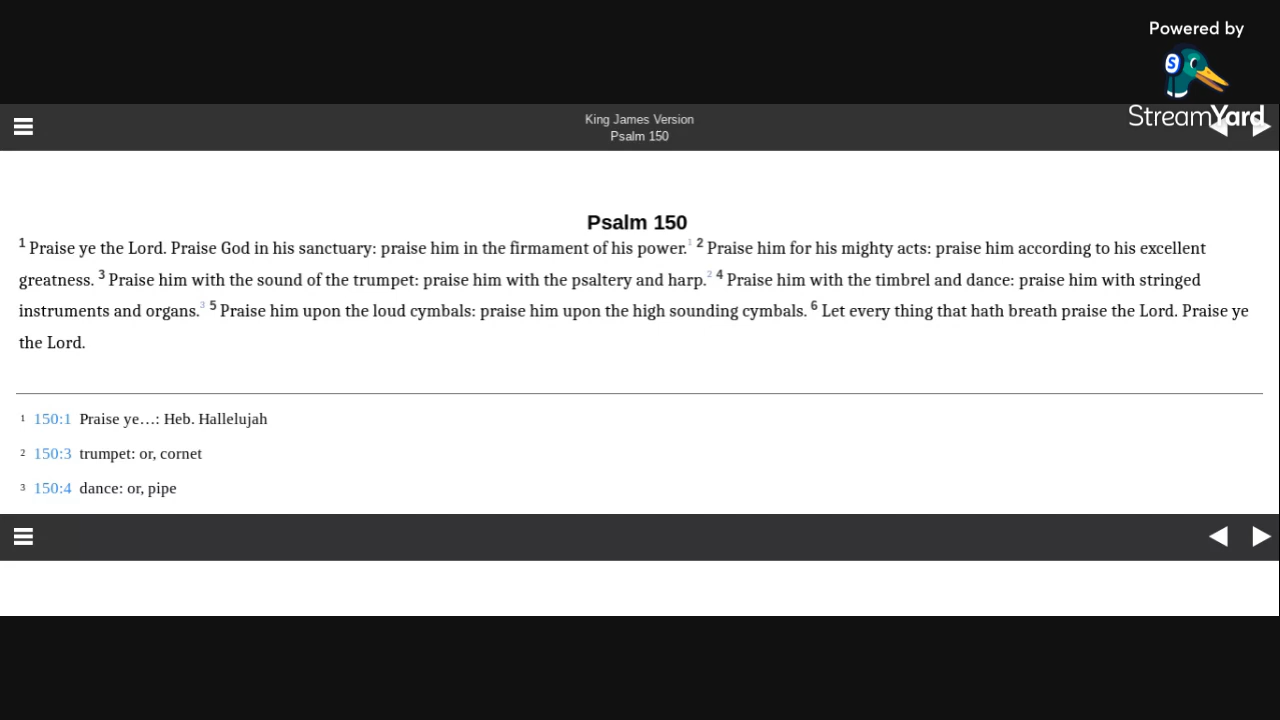 Powered by
S
StreamYard
King James Version
Psalm 150
Psalm 150
1 Praise ye the Lord. Praise God in his sanctuary: praise him in the firmament of his power.1 2 Praise him for his mighty acts: praise him according to his excellent
greatness. 3 Praise him with the sound of the trumpet: praise him with the psaltery and harp.2 4 Praise him with the timbrel and dance: praise him with stringed
instruments and organs.3 5 Praise him upon the loud cymbals: praise him upon the high sounding cymbals. 6 Let every thing that hath breath praise the Lord. Praise ye
the Lord.
1 150:1 Praise ye…: Heb. Hallelujah
2 150:3 trumpet: or, cornet
3 150:4 dance: or, pipe